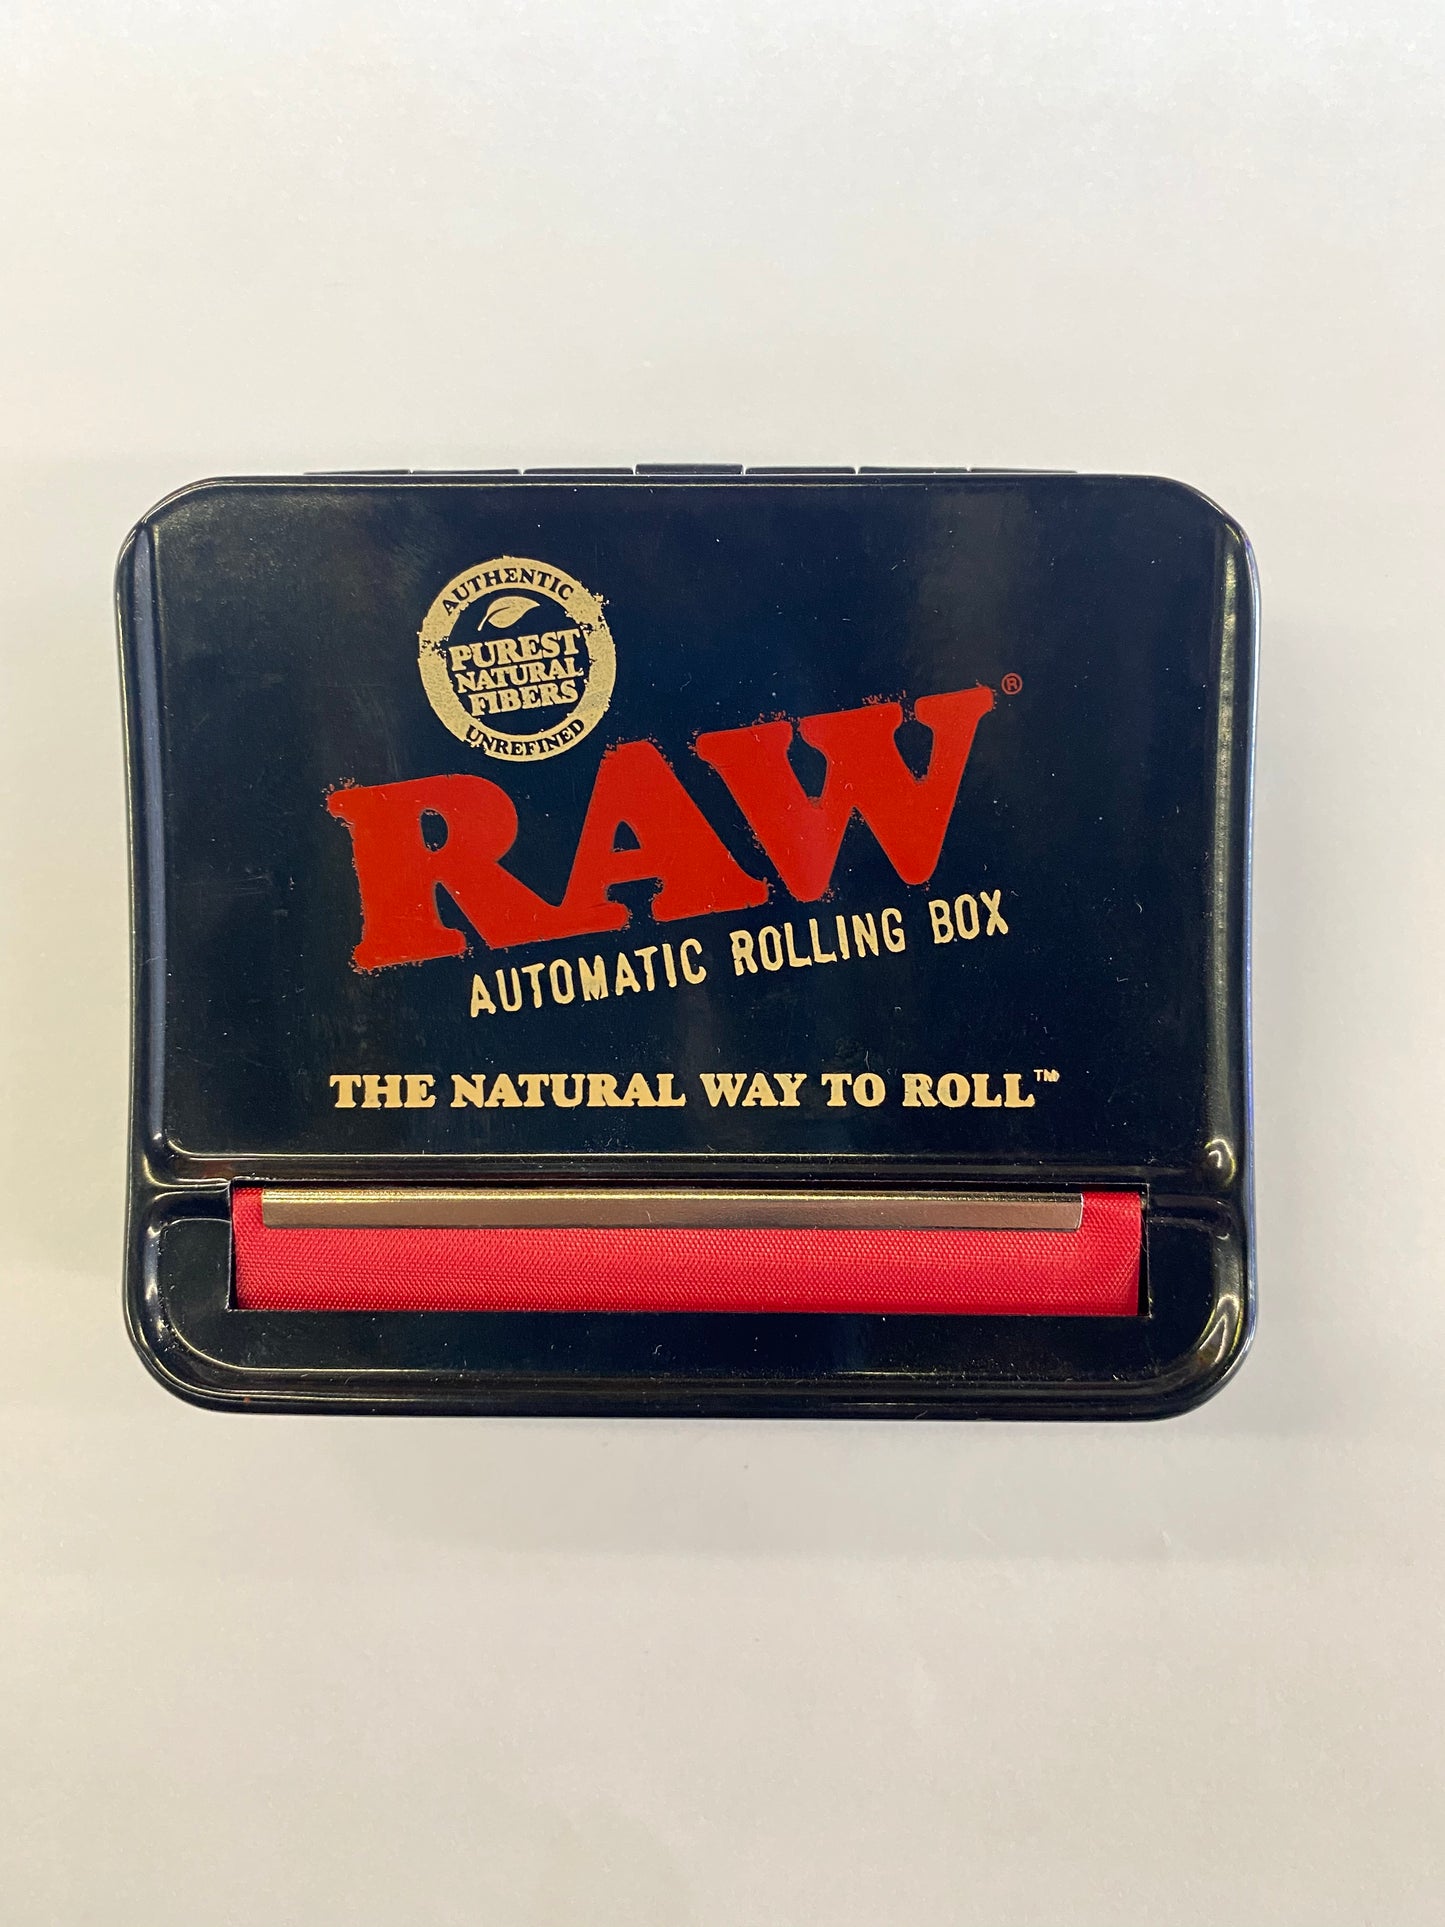 AUTHENTIC
PUREST
NATURAL
FIBERS
UNREFINED
RAW®
AUTOMATIC ROLLING BOX
THE NATURAL WAY TO ROLL™